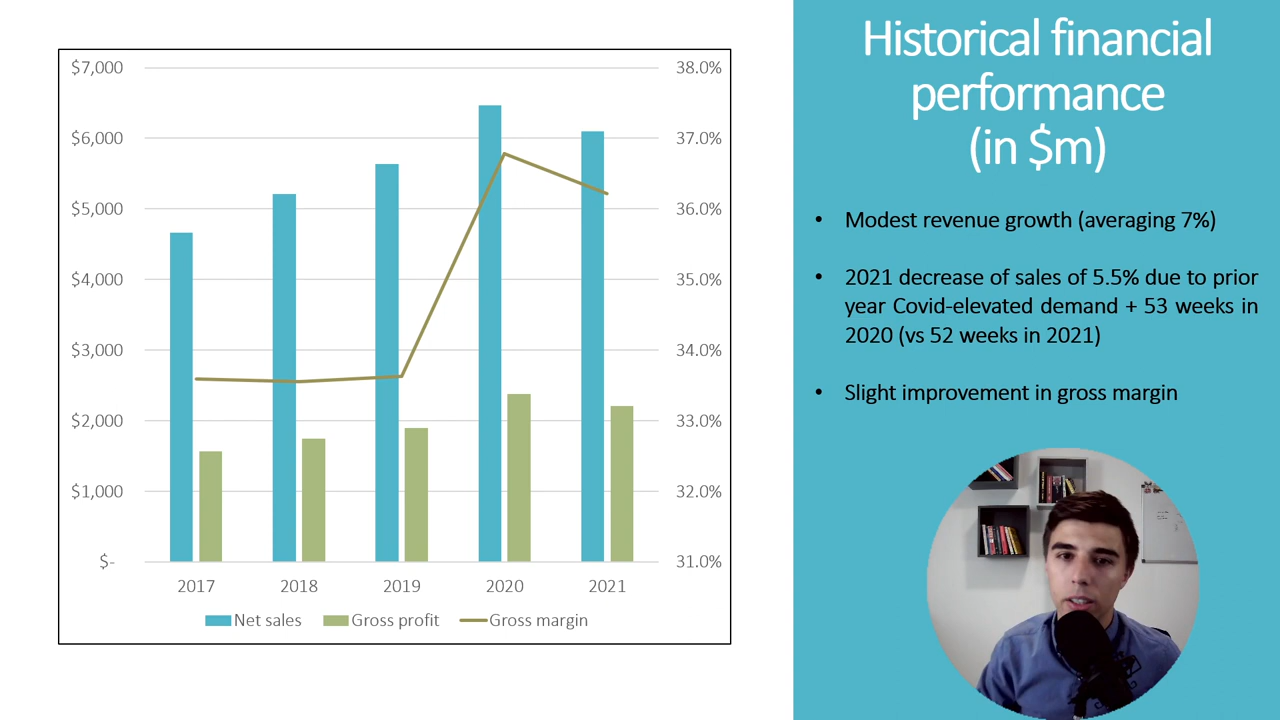 Historical financial
performance
(in $m)
$7,000
$6,000
$5,000
$4,000
$3,000
$2,000
$1,000
$-
38.0%
37.0%
36.0%
35.0%
34.0%
33.0%
32.0%
31.0%
2017 2018 2019 2020 2021
Net sales Gross profit Gross margin
• Modest revenue growth (averaging 7%)
• 2021 decrease of sales of 5.5% due to prior
year Covid-elevated demand + 53 weeks in
2020 (vs 52 weeks in 2021)
• Slight improvement in gross margin